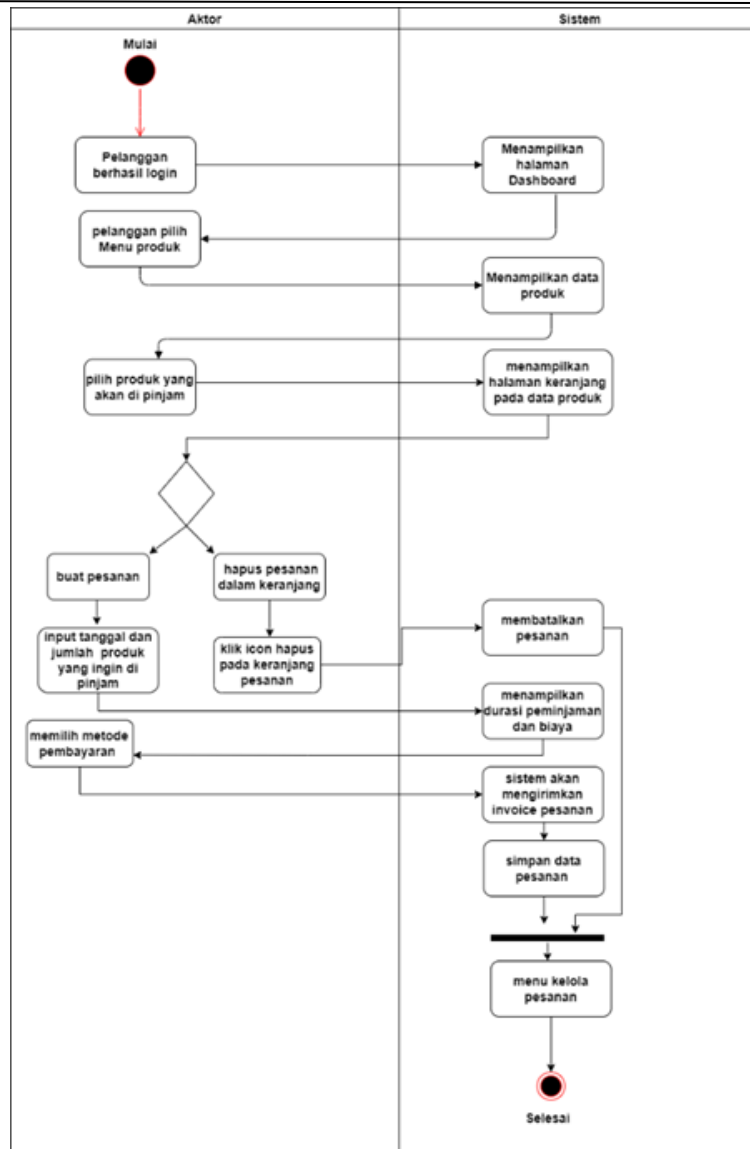 Aktor
Sistem
Mulai
Pelanggan
berhasil login
Menampilkan
halaman
Dashboard
pelanggan pilih
Menu produk
Menampilkan data
produk
pilih produk yang
akan di pinjam
menampilkan
halaman keranjang
pada data produk
buat pesanan
hapus pesanan
dalam keranjang
input tanggal dan
jumlah produk
yang ingin di
pinjam
klik icon hapus
pada keranjang
pesanan
membatalkan
pesanan
menampilkan
durasi peminjaman
dan biaya
memilih metode
pembayaran
sistem akan
mengirimkan
invoice pesanan
simpan data
pesanan
menu kelola
pesanan
Selesai